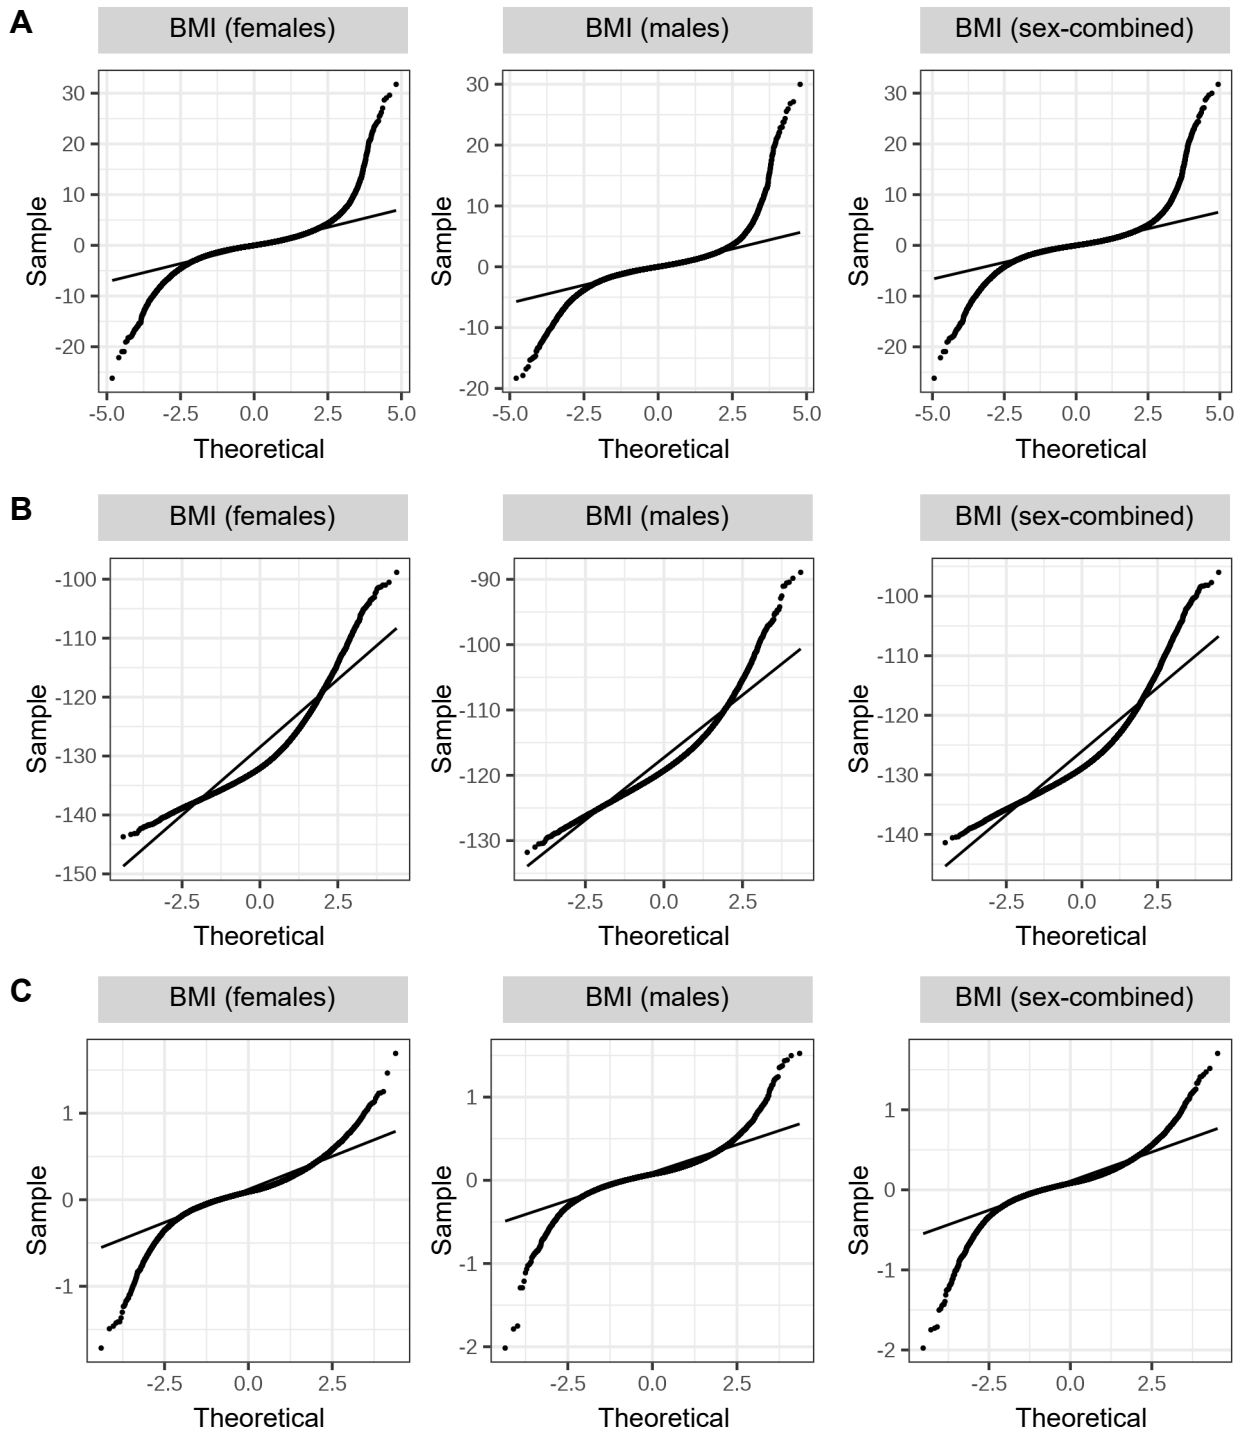 A
BMI (females) BMI (males) BMI (sex-combined)
30 30 30
20 20 20
10 10 10
0 0 0
-10 -10 -10
-20 -20 -20
Sample Sample Sample
-5.0 -2.5 0.0 2.5 5.0 -5.0 -2.5 0.0 2.5 5.0 -5.0 -2.5 0.0 2.5 5.0
Theoretical Theoretical Theoretical
B
BMI (females) BMI (males) BMI (sex-combined)
-100 -90 -100
-110 -100 -110
-120 -110 -120
-130 -120 -130
-140 -130 -140
-150
Sample Sample Sample
-2.5 0.0 2.5 -2.5 0.0 2.5 -2.5 0.0 2.5
Theoretical Theoretical Theoretical
C
BMI (females) BMI (males) BMI (sex-combined)
1 1 1
0 0 0
-1 -1 -1
-2 -2
Sample Sample Sample
-2.5 0.0 2.5 -2.5 0.0 2.5 -2.5 0.0 2.5
Theoretical Theoretical Theoretical